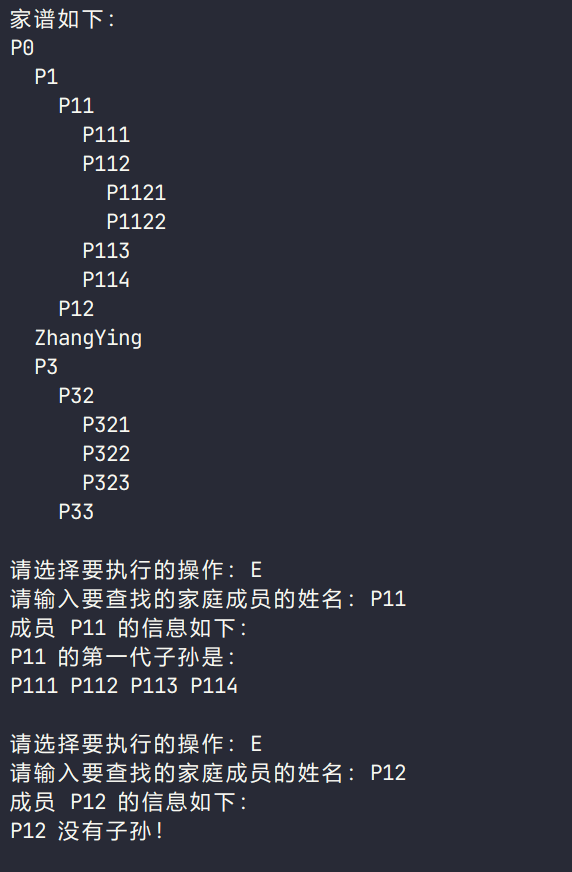 家谱如下：
P0
P1
P11
P111
P112
P1121
P1122
P113
P114
P12
ZhangYing
P3
P32
P321
P322
P323
P33
请选择要执行的操作：E
请输入要查找的家庭成员的姓名：P11
成员 P11 的信息如下：
P11 的第一代子孙是：
P111 P112 P113 P114
请选择要执行的操作：E
请输入要查找的家庭成员的姓名：P12
成员 P12 的信息如下：
P12 没有子孙！